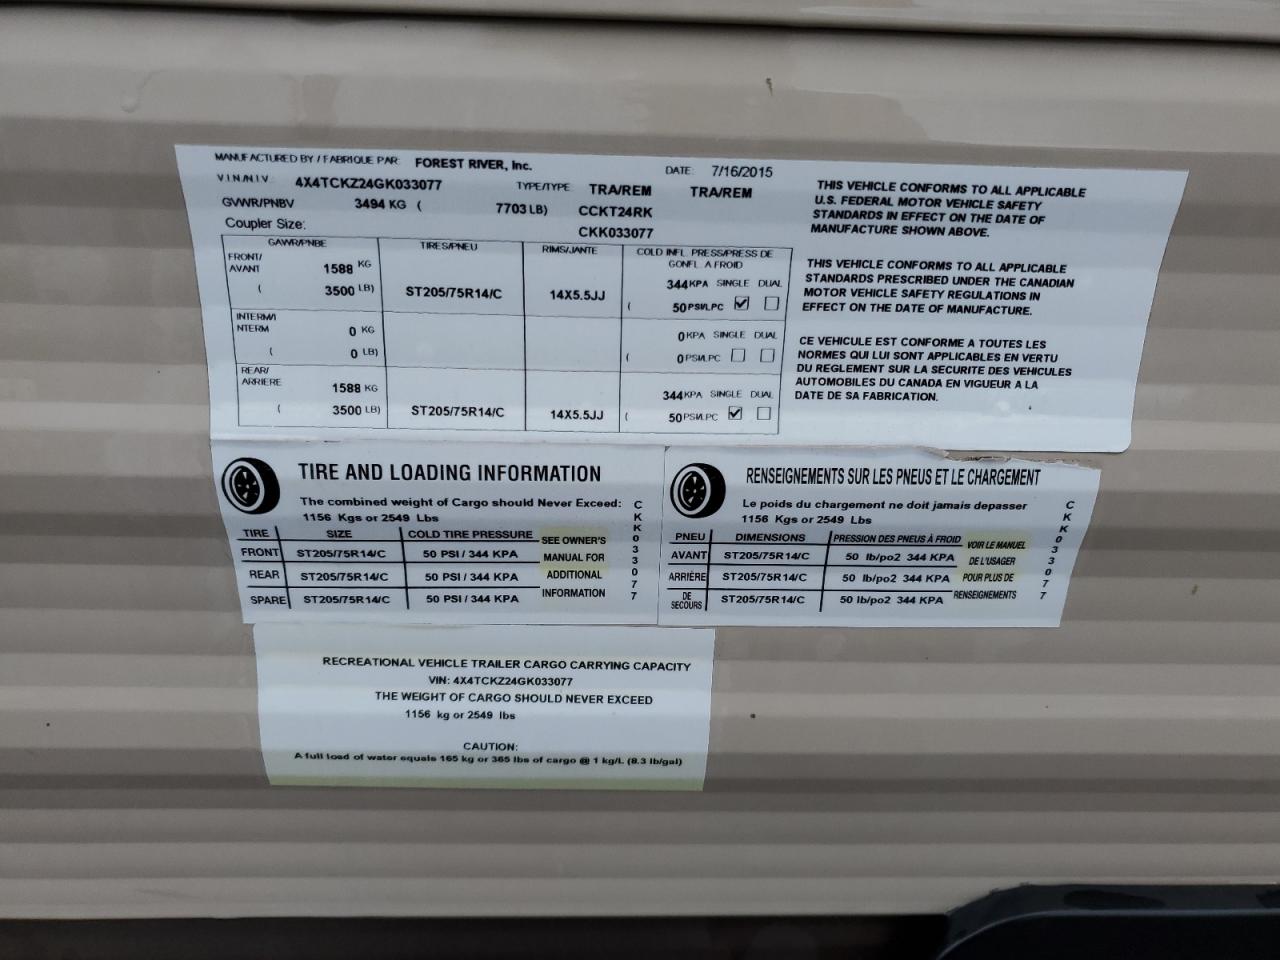 MANUFACTURED BY / FABRIQUE PAR: FOREST RIVER, Inc. DATE: 7/16/2015
V.I.N./N.I.V.: 4X4TCKZ24GK033077 TYPE/TYPE TRA/REM TRA/REM
GVWR/PNBV 3494 KG ( 7703 LB) CCKT24RK
Coupler Size: CKK033077
GAWR/PNBE TIRES/PNEU RIMS/JANTE COLD INFL. PRESS/PRESS DE
GONFL. A FROID
FRONT/
AVANT 1588 KG 344 KPA SINGLE DUAL
( 3500 LB) ST205/75R14/C 14X5.5JJ ( 50 PSI/LPC
INTERM/I
NTERM 0 KG 0 KPA SINGLE DUAL
( 0 LB) ( 0 PSI/LPC
REAR/
ARRIERE 1588 KG 344 KPA SINGLE DUAL
( 3500 LB) ST205/75R14/C 14X5.5JJ ( 50 PSI/LPC
THIS VEHICLE CONFORMS TO ALL APPLICABLE
U.S. FEDERAL MOTOR VEHICLE SAFETY
STANDARDS IN EFFECT ON THE DATE OF
MANUFACTURE SHOWN ABOVE.
THIS VEHICLE CONFORMS TO ALL APPLICABLE
STANDARDS PRESCRIBED UNDER THE CANADIAN
MOTOR VEHICLE SAFETY REGULATIONS IN
EFFECT ON THE DATE OF MANUFACTURE.
CE VEHICULE EST CONFORME A TOUTES LES
NORMES QUI LUI SONT APPLICABLES EN VERTU
DU REGLEMENT SUR LA SECURITE DES VEHICULES
AUTOMOBILES DU CANADA EN VIGUEUR A LA
DATE DE SA FABRICATION.
TIRE AND LOADING INFORMATION
The combined weight of Cargo should Never Exceed:
1156 Kgs or 2549 Lbs
TIRE SIZE COLD TIRE PRESSURE
FRONT ST205/75R14/C 50 PSI / 344 KPA
REAR ST205/75R14/C 50 PSI / 344 KPA
SPARE ST205/75R14/C 50 PSI / 344 KPA
SEE OWNER'S
MANUAL FOR
ADDITIONAL
INFORMATION
CKK033077
RENSEIGNEMENTS SUR LES PNEUS ET LE CHARGEMENT
Le poids du chargement ne doit jamais depasser
1156 Kgs or 2549 Lbs
PNEU DIMENSIONS PRESSION DES PNEUS À FROID
AVANT ST205/75R14/C 50 lb/po2 344 KPA
ARRIÈRE ST205/75R14/C 50 lb/po2 344 KPA
DE
SECOURS ST205/75R14/C 50 lb/po2 344 KPA
VOIR LE MANUEL
DE L'USAGER
POUR PLUS DE
RENSEIGNEMENTS
CKK033077
RECREATIONAL VEHICLE TRAILER CARGO CARRYING CAPACITY
VIN: 4X4TCKZ24GK033077
THE WEIGHT OF CARGO SHOULD NEVER EXCEED
1156 kg or 2549 lbs
CAUTION:
A full load of water equals 165 kg or 365 lbs of cargo @ 1 kg/L (8.3 lb/gal)